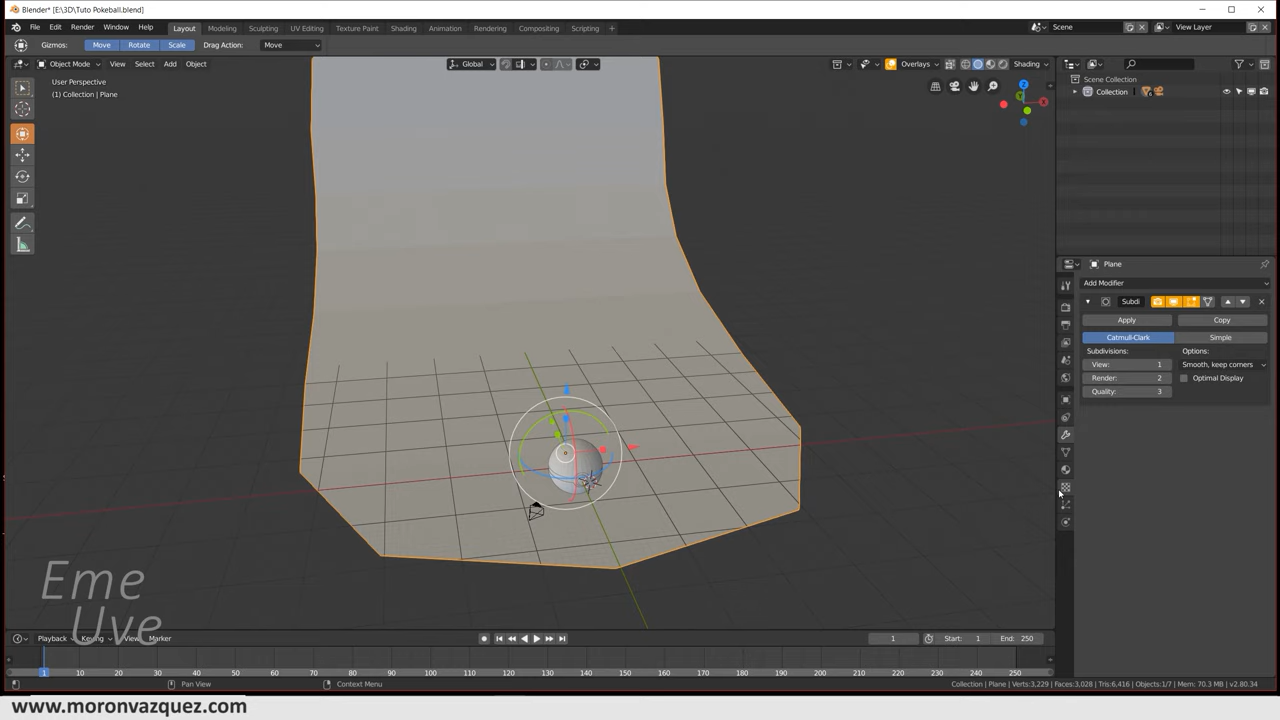 Blender* [E:\3D\Tuto Pokeball.blend]
File Edit Render Window Help Layout Modeling Sculpting UV Editing Texture Paint Shading Animation Rendering Compositing Scripting + Scene View Layer
Gizmos: Move Rotate Scale Drag Action: Move
Object Mode View Select Add Object Global Overlays Shading
User Perspective
(1) Collection | Plane
Scene Collection
Collection
Plane
Add Modifier
Subdi
Apply Copy
Catmull-Clark Simple
Subdivisions: Options:
View: 1 Smooth, keep corners
Render: 2 Optimal Display
Quality: 3
Eme
Uve
Playback Keying View Marker 1 Start: 1 End: 250
1 10 20 30 40 50 60 70 80 90 100 110 120 130 140 150 160 170 180 190 200 210 220 230 240 250
Pan View Context Menu Collection | Plane | Verts:3,229 | Faces:3,028 | Tris:6,416 | Objects:1/7 | Mem: 70.3 MB | v2.80.34
www.moronvazquez.com